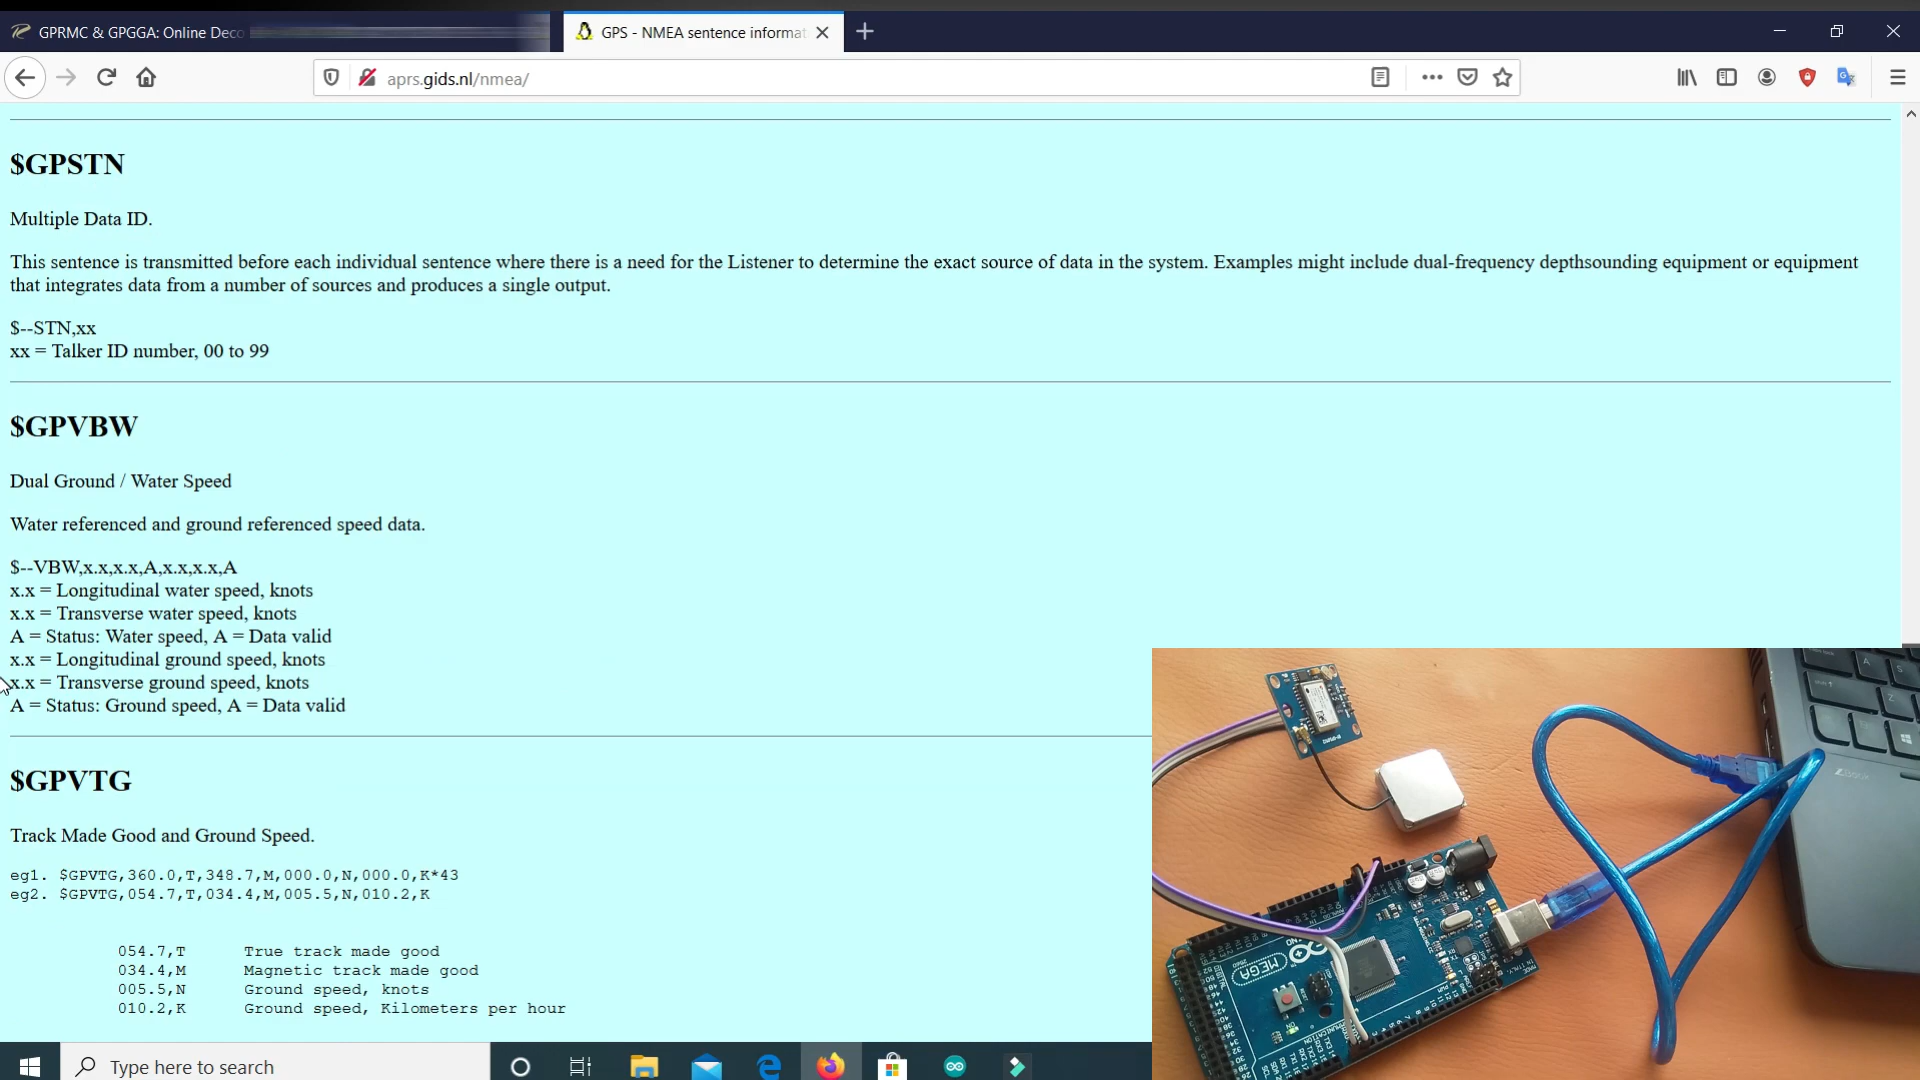 GPRMC & GPGGA: Online Deco
GPS - NMEA sentence informat
aprs.gids.nl/nmea/
$GPSTN
Multiple Data ID.
This sentence is transmitted before each individual sentence where there is a need for the Listener to determine the exact source of data in the system. Examples might include dual-frequency depthsounding equipment or equipment
that integrates data from a number of sources and produces a single output.
$--STN,xx
xx = Talker ID number, 00 to 99
$GPVBW
Dual Ground / Water Speed
Water referenced and ground referenced speed data.
$--VBW,x.x,x.x,A,x.x,x.x,A
x.x = Longitudinal water speed, knots
x.x = Transverse water speed, knots
A = Status: Water speed, A = Data valid
x.x = Longitudinal ground speed, knots
x.x = Transverse ground speed, knots
A = Status: Ground speed, A = Data valid
$GPVTG
Track Made Good and Ground Speed.
eg1. $GPVTG,360.0,T,348.7,M,000.0,N,000.0,K*43
eg2. $GPVTG,054.7,T,034.4,M,005.5,N,010.2,K
054.7,T True track made good
034.4,M Magnetic track made good
005.5,N Ground speed, knots
010.2,K Ground speed, Kilometers per hour
MEGA
Type here to search